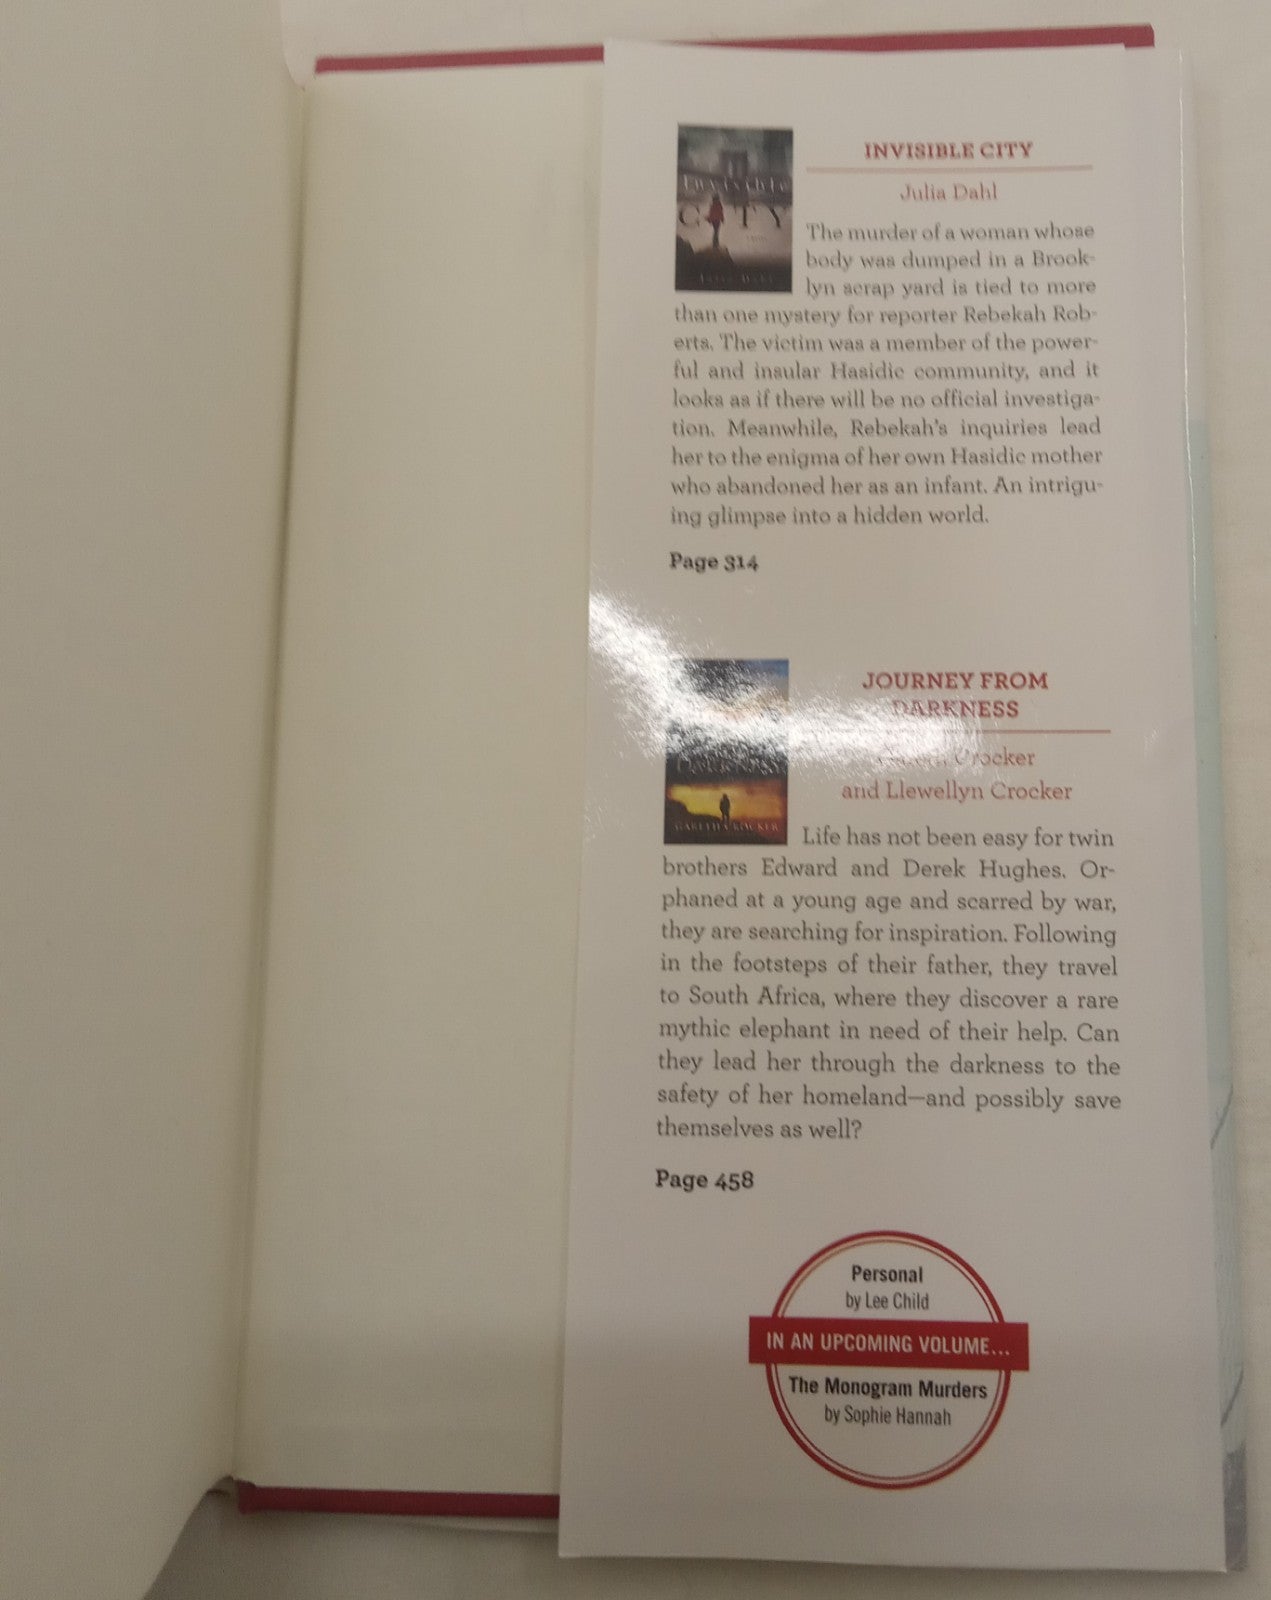 INVISIBLE CITY
Julia Dahl
CITY
The murder of a woman whose
body was dumped in a Brook-
lyn scrap yard is tied to more
than one mystery for reporter Rebekah Rob-
erts. The victim was a member of the power-
ful and insular Hasidic community, and it
looks as if there will be no official investiga-
tion. Meanwhile, Rebekah's inquiries lead
her to the enigma of her own Hasidic mother
who abandoned her as an infant. An intrigu-
ing glimpse into a hidden world.
Page 314
JOURNEY FROM
DARKNESS
Crocker
and Llewellyn Crocker
GARETH CROCKER
Life has not been easy for twin
brothers Edward and Derek Hughes. Or-
phaned at a young age and scarred by war,
they are searching for inspiration. Following
in the footsteps of their father, they travel
to South Africa, where they discover a rare
mythic elephant in need of their help. Can
they lead her through the darkness to the
safety of her homeland—and possibly save
themselves as well?
Page 458
Personal
by Lee Child
IN AN UPCOMING VOLUME...
The Monogram Murders
by Sophie Hannah